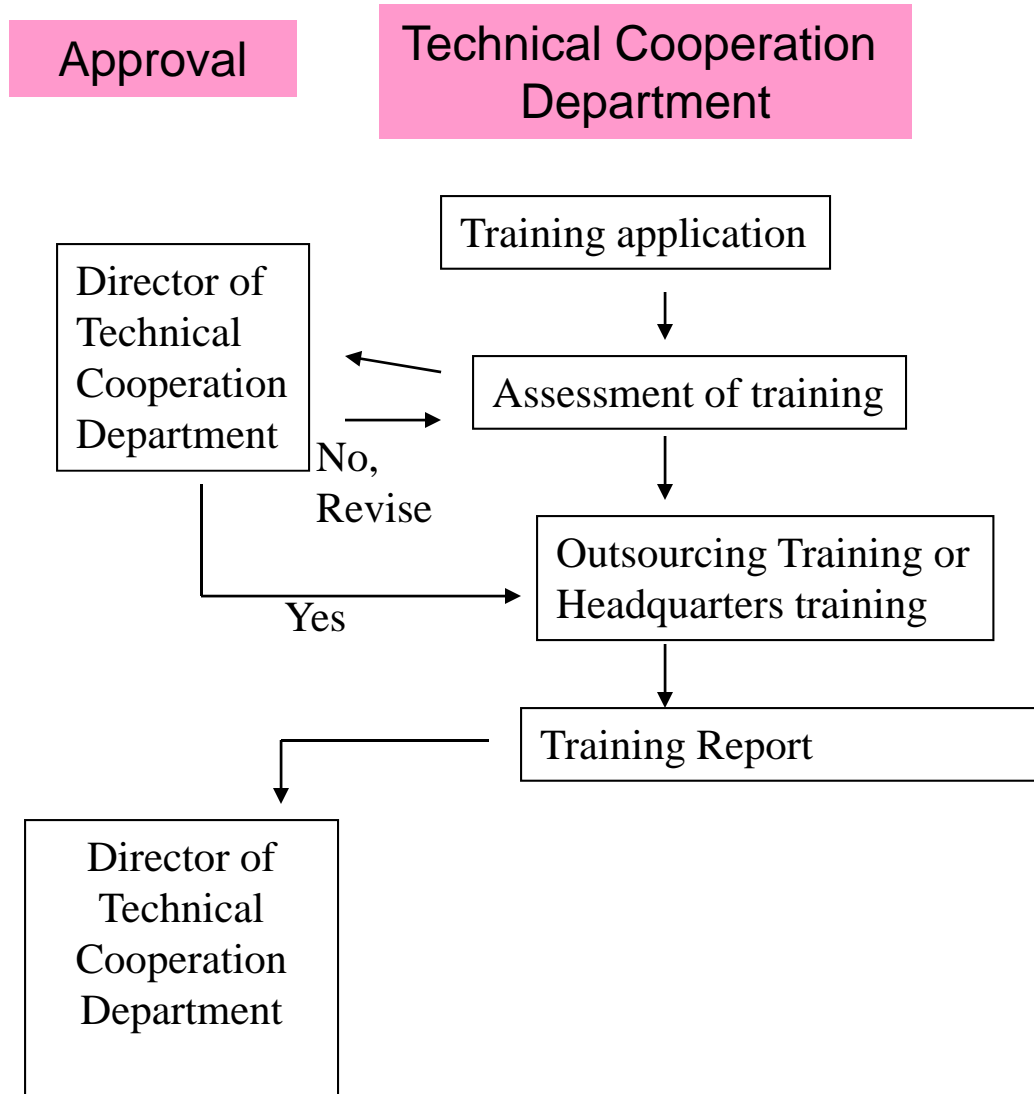 Approval
Technical Cooperation
Department
Training application
Director of
Technical
Cooperation
Department
Assessment of training
No,
Revise
Outsourcing Training or
Headquarters training
Yes
Training Report
Director of
Technical
Cooperation
Department